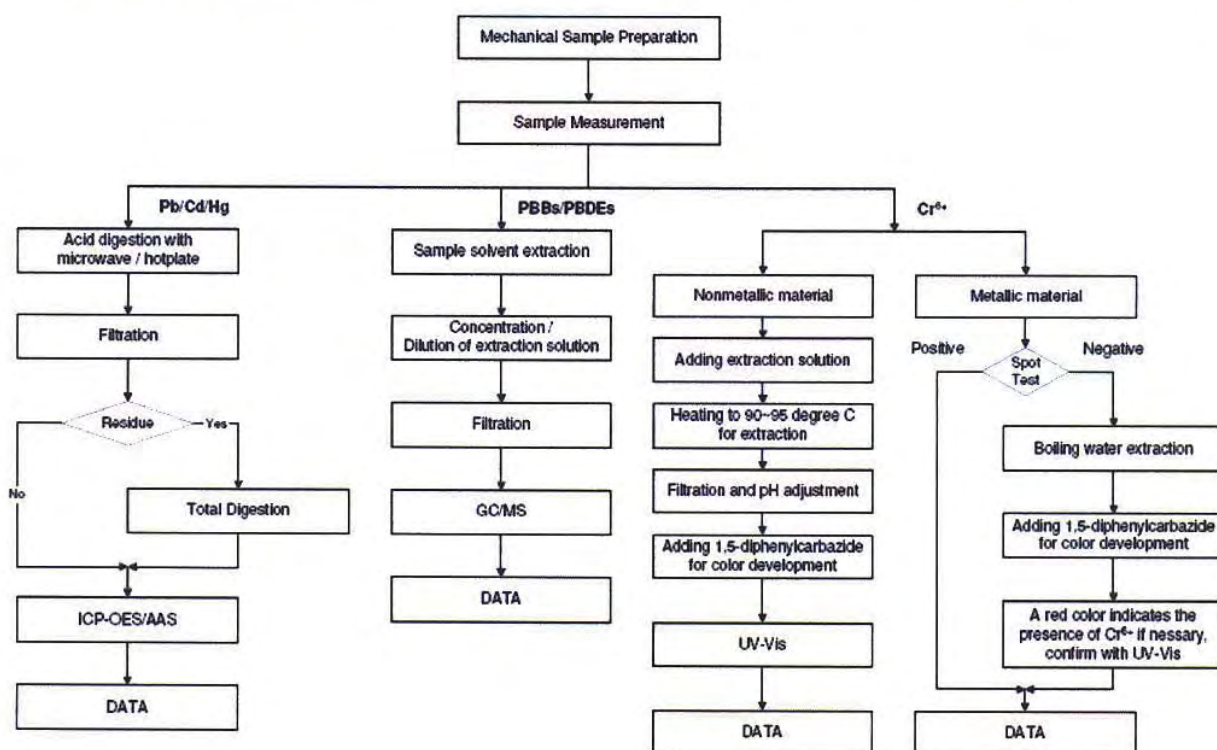 Mechanical Sample Preparation
Sample Measurement
Pb/Cd/Hg
Acid digestion with
microwave / hotplate
Filtration
Residue
Yes
No
Total Digestion
ICP-OES/AAS
DATA
PBBs/PBDEs
Sample solvent extraction
Concentration /
Dilution of extraction solution
Filtration
GC/MS
DATA
Cr⁶⁺
Nonmetallic material
Adding extraction solution
Heating to 90~95 degree C
for extraction
Filtration and pH adjustment
Adding 1,5-diphenylcarbazide
for color development
UV-Vis
DATA
Metallic material
Positive
Negative
Spot
Test
Boiling water extraction
Adding 1,5-diphenylcarbazide
for color development
A red color indicates the
presence of Cr⁶⁺ if nessary,
confirm with UV-Vis
DATA